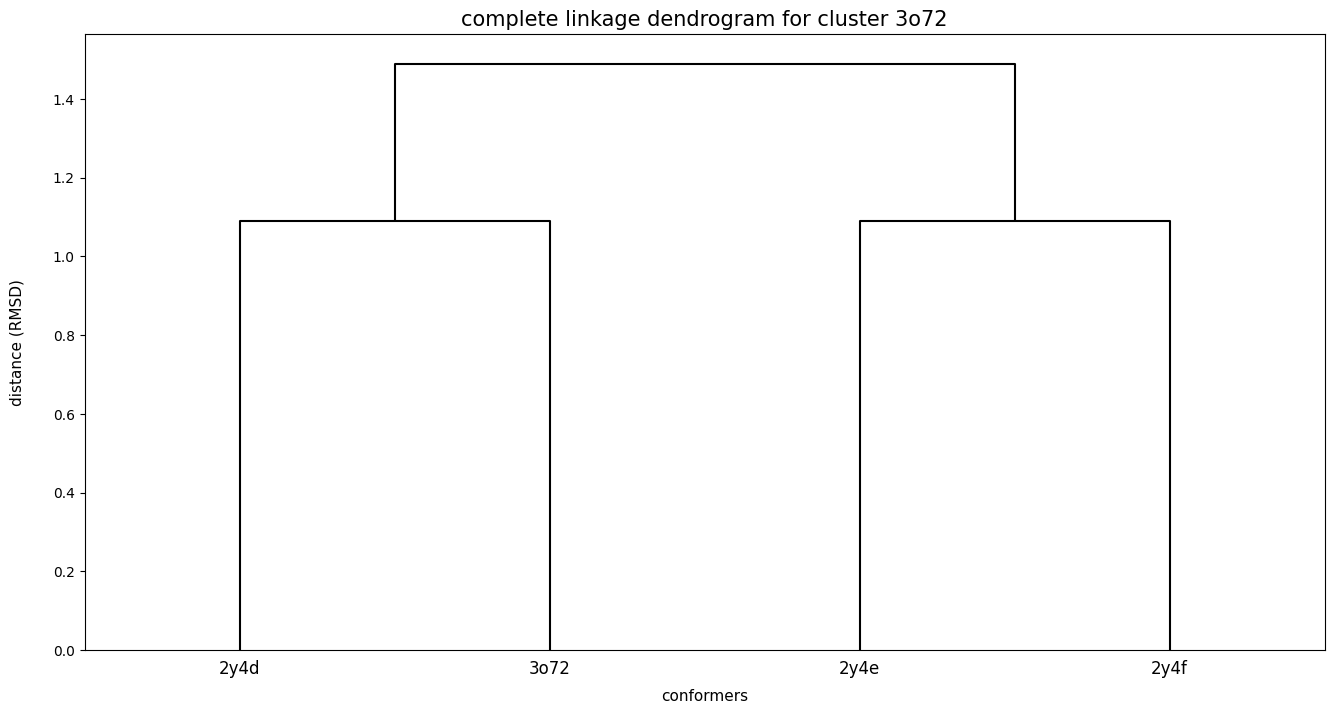 complete linkage dendrogram for cluster 3o72
distance (RMSD)
1.4
1.2
1.0
0.8
0.6
0.4
0.2
0.0
2y4d 3o72 2y4e 2y4f
conformers